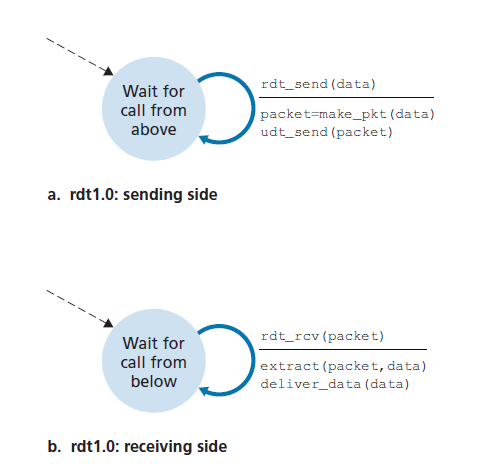 Wait for
call from
above
rdt_send(data)
packet=make_pkt(data)
udt_send(packet)
a. rdt1.0: sending side
Wait for
call from
below
rdt_rcv(packet)
extract(packet,data)
deliver_data(data)
b. rdt1.0: receiving side